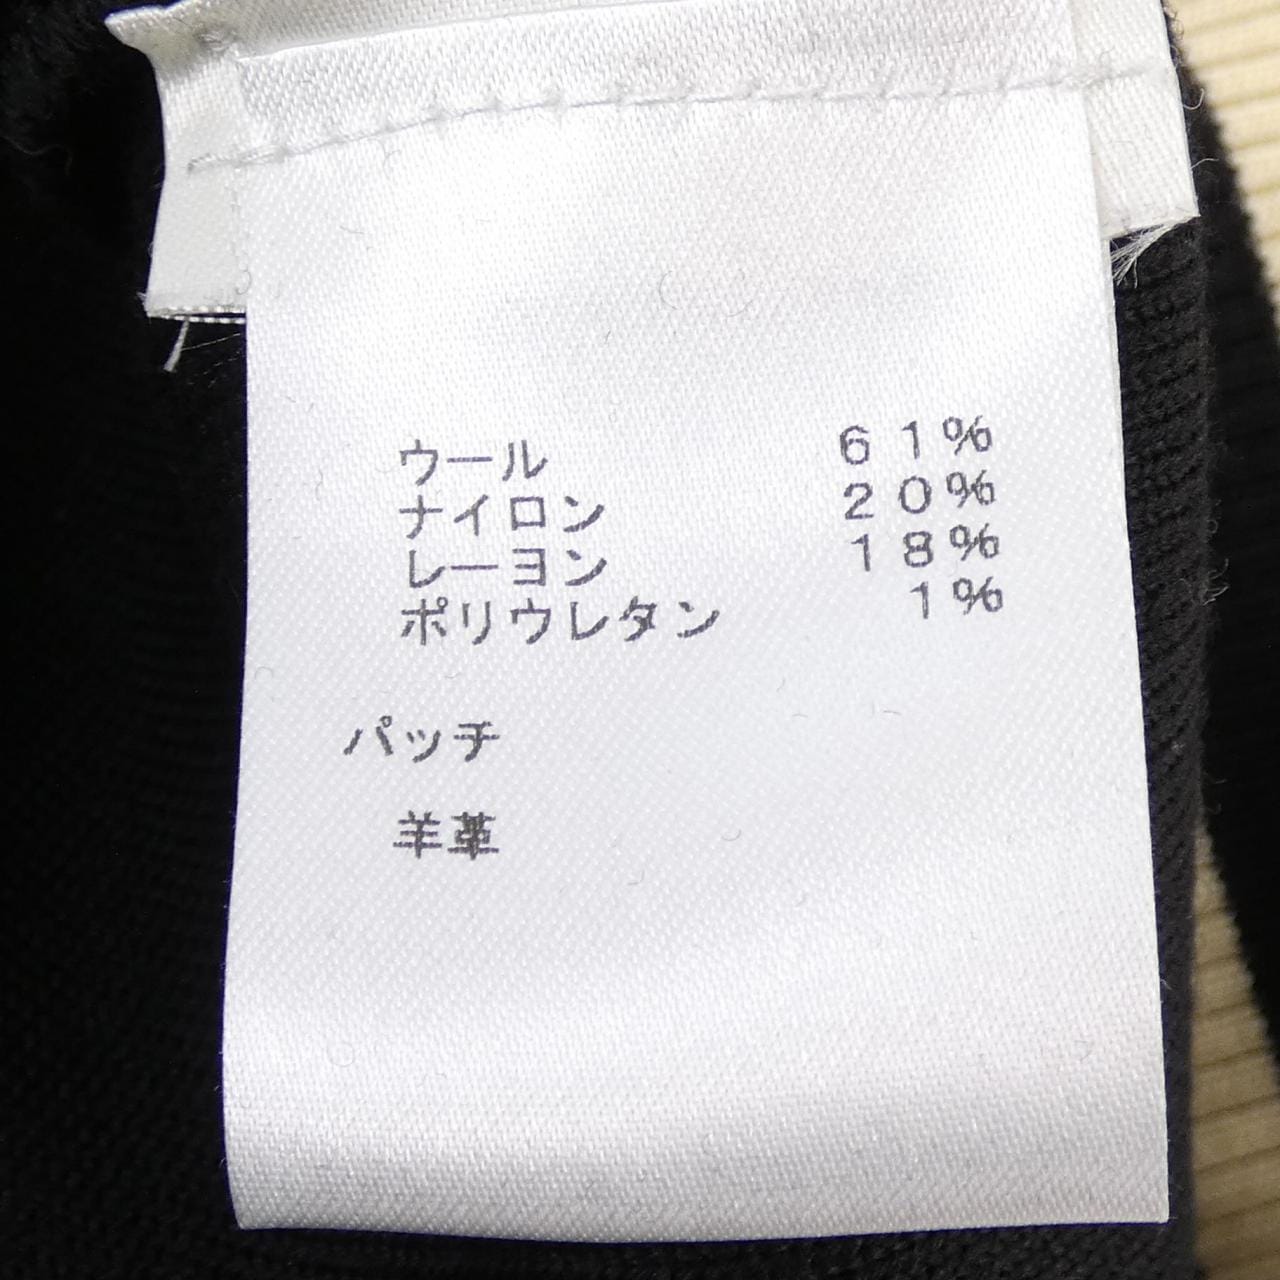 ウール 61%
ナイロン 20%
レーヨン 18%
ポリウレタン 1%
パッチ
羊革